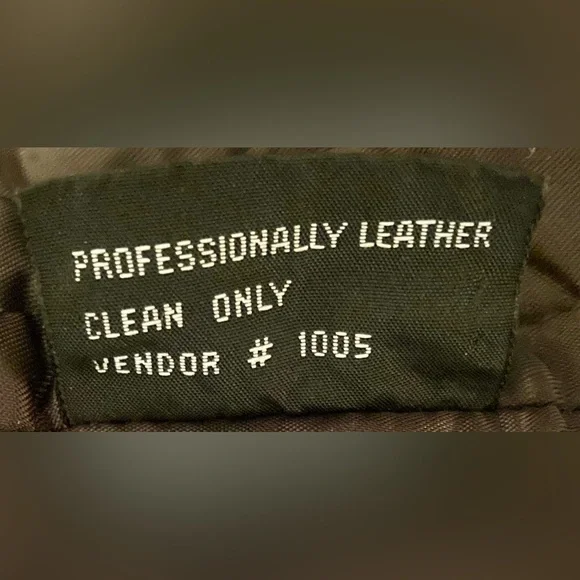 PROFESSIONALLY LEATHER
CLEAN ONLY
VENDOR # 1005